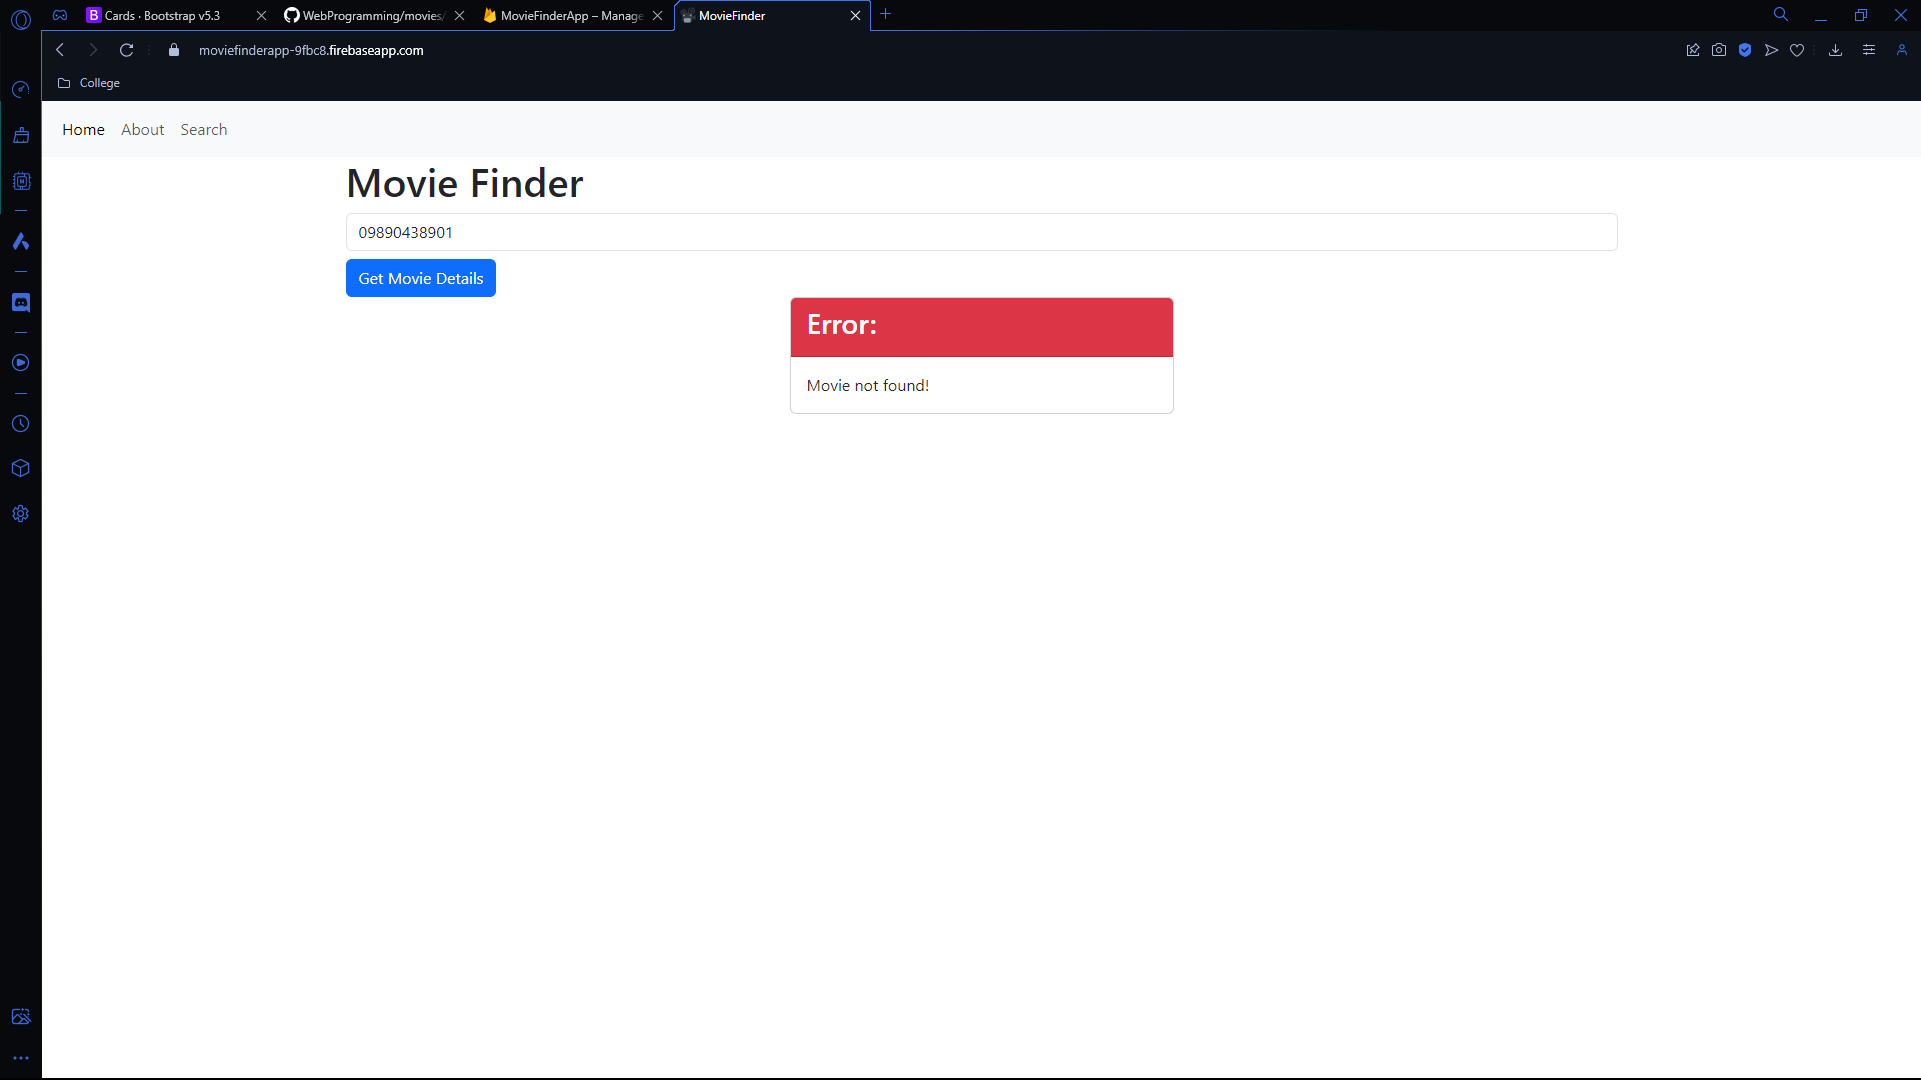 Cards · Bootstrap v5.3
WebProgramming/movies/
MovieFinderApp – Manage
MovieFinder
moviefinderapp-9fbc8.firebaseapp.com
College
Home About Search
Movie Finder
09890438901
Get Movie Details
Error:
Movie not found!